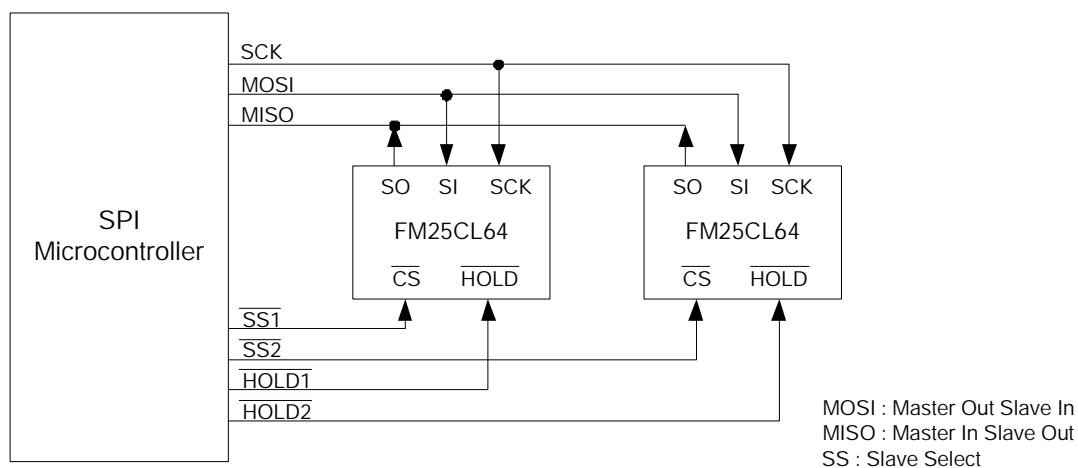 SCK
MOSI
MISO
SO SI SCK
FM25CL64
CS HOLD
SO SI SCK
FM25CL64
CS HOLD
SPI
Microcontroller
SS1
SS2
HOLD1
HOLD2
MOSI : Master Out Slave In
MISO : Master In Slave Out
SS : Slave Select